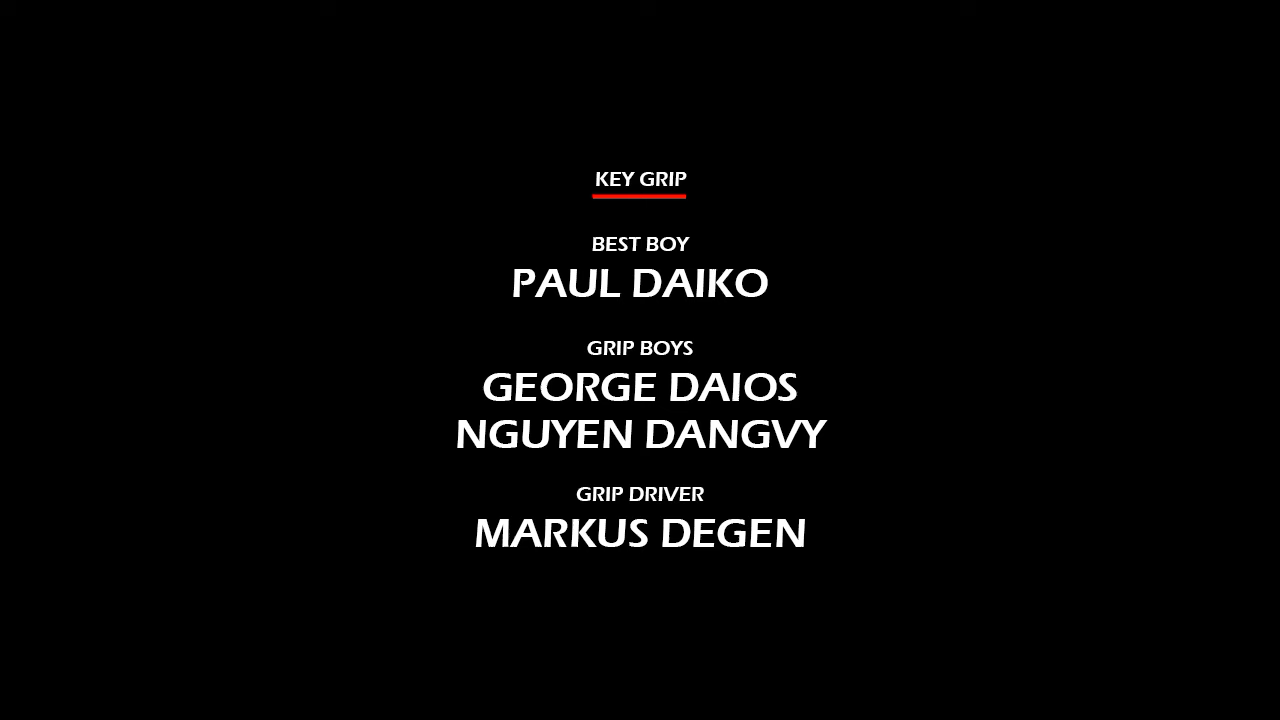 KEY GRIP
BEST BOY
PAUL DAIKO
GRIP BOYS
GEORGE DAIOS
NGUYEN DANGVY
GRIP DRIVER
MARKUS DEGEN